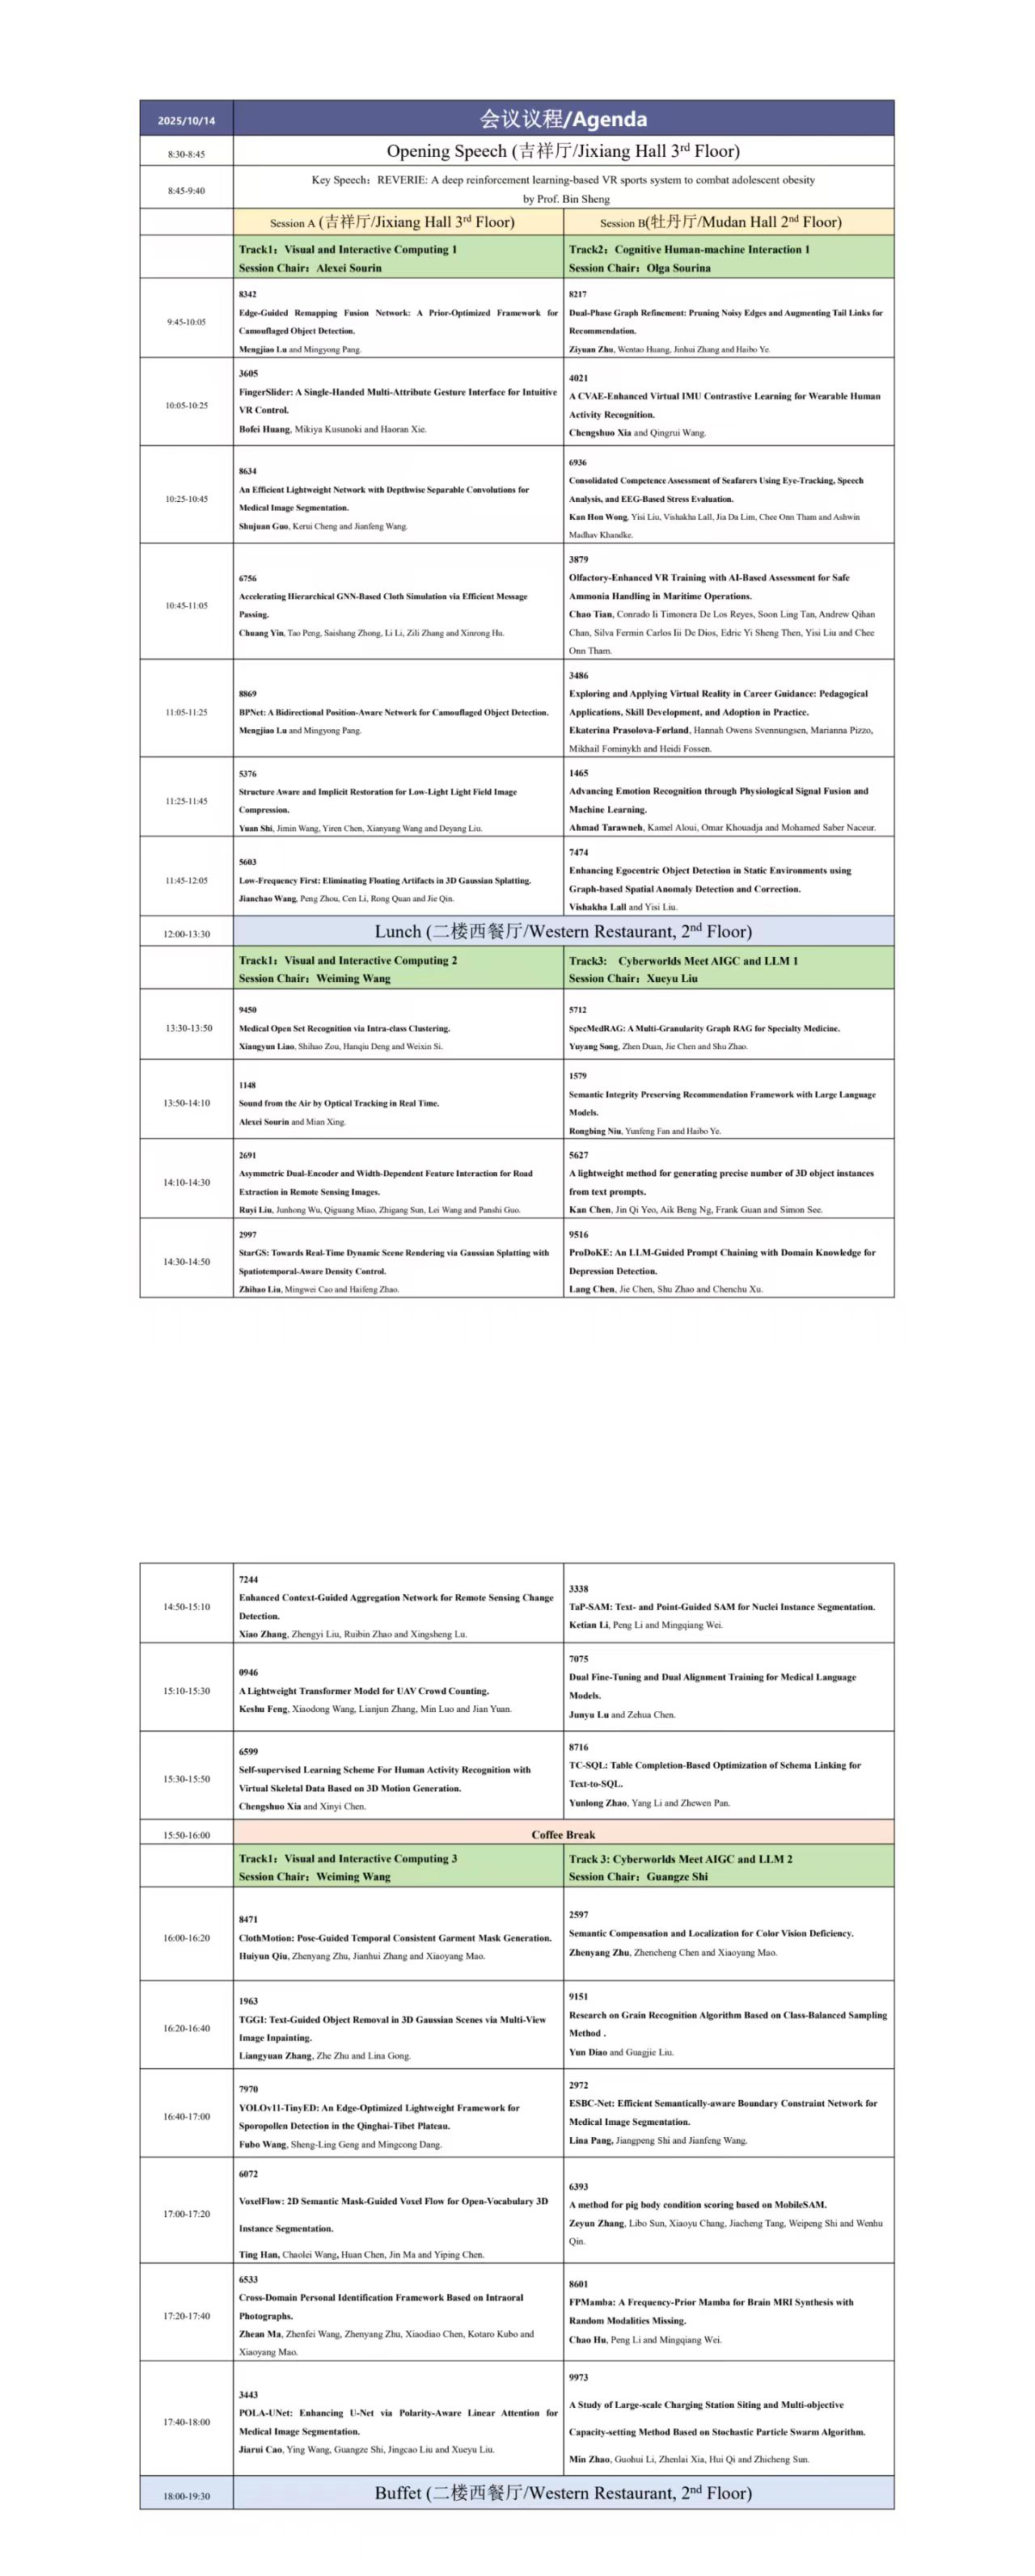 2025/10/14
会议议程/Agenda
8:30-8:45
Opening Speech (吉祥厅/Jixiang Hall 3rd Floor)
8:45-9:40
Key Speech：REVERIE: A deep reinforcement learning-based VR sports system to combat adolescent obesity
by Prof. Bin Sheng
Session A (吉祥厅/Jixiang Hall 3rd Floor)
Session B(牡丹厅/Mudan Hall 2nd Floor)
Track1：Visual and Interactive Computing 1
Session Chair：Alexei Sourin
Track2：Cognitive Human-machine Interaction 1
Session Chair：Olga Sourina
9:45-10:05
8342
Edge-Guided Remapping Fusion Network: A Prior-Optimized Framework for
Camouflaged Object Detection.
Mengjiao Lu and Mingyong Pang.
8217
Dual-Phase Graph Refinement: Pruning Noisy Edges and Augmenting Tail Links for
Recommendation.
Ziyuan Zhu, Wentao Huang, Jinhui Zhang and Haibo Ye.
10:05-10:25
3605
FingerSlider: A Single-Handed Multi-Attribute Gesture Interface for Intuitive
VR Control.
Bofei Huang, Mikiya Kusunoki and Haoran Xie.
4021
A CVAE-Enhanced Virtual IMU Contrastive Learning for Wearable Human
Activity Recognition.
Chengshuo Xia and Qingrui Wang.
10:25-10:45
8634
An Efficient Lightweight Network with Depthwise Separable Convolutions for
Medical Image Segmentation.
Shujuan Guo, Kerui Cheng and Jianfeng Wang.
6936
Consolidated Competence Assessment of Seafarers Using Eye-Tracking, Speech
Analysis, and EEG-Based Stress Evaluation.
Kan Hon Wong, Yisi Liu, Vishakha Lall, Jia Da Lim, Chee Onn Tham and Ashwin
Madhav Khandke.
10:45-11:05
6756
Accelerating Hierarchical GNN-Based Cloth Simulation via Efficient Message
Passing.
Chuang Yin, Tao Peng, Saishang Zhong, Li Li, Zili Zhang and Xinrong Hu.
3879
Olfactory-Enhanced VR Training with AI-Based Assessment for Safe
Ammonia Handling in Maritime Operations.
Chao Tian, Conrado Ii Timonera De Los Reyes, Soon Ling Tan, Andrew Qihan
Chan, Silva Fermin Carlos Iii De Dios, Edric Yi Sheng Then, Yisi Liu and Chee
Onn Tham.
11:05-11:25
8869
BPNet: A Bidirectional Position-Aware Network for Camouflaged Object Detection.
Mengjiao Lu and Mingyong Pang.
3486
Exploring and Applying Virtual Reality in Career Guidance: Pedagogical
Applications, Skill Development, and Adoption in Practice.
Ekaterina Prasolova-Førland, Hannah Owens Svennungsen, Marianna Pizzo,
Mikhail Fominykh and Heidi Fossen.
11:25-11:45
5376
Structure Aware and Implicit Restoration for Low-Light Light Field Image
Compression.
Yuan Shi, Jimin Wang, Yiren Chen, Xianyang Wang and Deyang Liu.
1465
Advancing Emotion Recognition through Physiological Signal Fusion and
Machine Learning.
Ahmad Tarawneh, Kamel Aloui, Omar Khouadja and Mohamed Saber Naceur.
11:45-12:05
5603
Low-Frequency First: Eliminating Floating Artifacts in 3D Gaussian Splatting.
Jianchao Wang, Peng Zhou, Cen Li, Rong Quan and Jie Qin.
7474
Enhancing Egocentric Object Detection in Static Environments using
Graph-based Spatial Anomaly Detection and Correction.
Vishakha Lall and Yisi Liu.
12:00-13:30
Lunch (二楼西餐厅/Western Restaurant, 2nd Floor)
Track1：Visual and Interactive Computing 2
Session Chair：Weiming Wang
Track3: Cyberworlds Meet AIGC and LLM 1
Session Chair：Xueyu Liu
13:30-13:50
9450
Medical Open Set Recognition via Intra-class Clustering.
Xiangyun Liao, Shihao Zou, Hanqiu Deng and Weixin Si.
5712
SpecMedRAG: A Multi-Granularity Graph RAG for Specialty Medicine.
Yuyang Song, Zhen Duan, Jie Chen and Shu Zhao.
13:50-14:10
1148
Sound from the Air by Optical Tracking in Real Time.
Alexei Sourin and Mian Xing.
1579
Semantic Integrity Preserving Recommendation Framework with Large Language
Models.
Rongbing Niu, Yunfeng Fan and Haibo Ye.
14:10-14:30
2691
Asymmetric Dual-Encoder and Width-Dependent Feature Interaction for Road
Extraction in Remote Sensing Images.
Ruyi Liu, Junhong Wu, Qiguang Miao, Zhigang Sun, Lei Wang and Panshi Guo.
5627
A lightweight method for generating precise number of 3D object instances
from text prompts.
Kan Chen, Jin Qi Yeo, Aik Beng Ng, Frank Guan and Simon See.
14:30-14:50
2997
StarGS: Towards Real-Time Dynamic Scene Rendering via Gaussian Splatting with
Spatiotemporal-Aware Density Control.
Zhihao Liu, Mingwei Cao and Haifeng Zhao.
9516
ProDoKE: An LLM-Guided Prompt Chaining with Domain Knowledge for
Depression Detection.
Lang Chen, Jie Chen, Shu Zhao and Chenchu Xu.
14:50-15:10
7244
Enhanced Context-Guided Aggregation Network for Remote Sensing Change
Detection.
Xiao Zhang, Zhengyi Liu, Ruibin Zhao and Xingsheng Lu.
3338
TaP-SAM: Text- and Point-Guided SAM for Nuclei Instance Segmentation.
Ketian Li, Peng Li and Mingqiang Wei.
15:10-15:30
0946
A Lightweight Transformer Model for UAV Crowd Counting.
Keshu Feng, Xiaodong Wang, Lianjun Zhang, Min Luo and Jian Yuan.
7075
Dual Fine-Tuning and Dual Alignment Training for Medical Language
Models.
Junyu Lu and Zehua Chen.
15:30-15:50
6599
Self-supervised Learning Scheme For Human Activity Recognition with
Virtual Skeletal Data Based on 3D Motion Generation.
Chengshuo Xia and Xinyi Chen.
8716
TC-SQL: Table Completion-Based Optimization of Schema Linking for
Text-to-SQL.
Yunlong Zhao, Yang Li and Zhewen Pan.
15:50-16:00
Coffee Break
Track1：Visual and Interactive Computing 3
Session Chair：Weiming Wang
Track 3: Cyberworlds Meet AIGC and LLM 2
Session Chair：Guangze Shi
16:00-16:20
8471
ClothMotion: Pose-Guided Temporal Consistent Garment Mask Generation.
Huiyun Qiu, Zhenyang Zhu, Jianhui Zhang and Xiaoyang Mao.
2597
Semantic Compensation and Localization for Color Vision Deficiency.
Zhenyang Zhu, Zhencheng Chen and Xiaoyang Mao.
16:20-16:40
1963
TGGI: Text-Guided Object Removal in 3D Gaussian Scenes via Multi-View
Image Inpainting.
Liangyuan Zhang, Zhe Zhu and Lina Gong.
9151
Research on Grain Recognition Algorithm Based on Class-Balanced Sampling
Method .
Yun Diao and Guagjie Liu.
16:40-17:00
7970
YOLOv11-TinyED: An Edge-Optimized Lightweight Framework for
Sporopollen Detection in the Qinghai-Tibet Plateau.
Fubo Wang, Sheng-Ling Geng and Mingcong Dang.
2972
ESBC-Net: Efficient Semantically-aware Boundary Constraint Network for
Medical Image Segmentation.
Lina Pang, Jiangpeng Shi and Jianfeng Wang.
17:00-17:20
6072
VoxelFlow: 2D Semantic Mask-Guided Voxel Flow for Open-Vocabulary 3D
Instance Segmentation.
Ting Han, Chaolei Wang, Huan Chen, Jin Ma and Yiping Chen.
6393
A method for pig body condition scoring based on MobileSAM.
Zeyun Zhang, Libo Sun, Xiaoyu Chang, Jiacheng Tang, Weipeng Shi and Wenhu
Qin.
17:20-17:40
6533
Cross-Domain Personal Identification Framework Based on Intraoral
Photographs.
Zhean Ma, Zhenfei Wang, Zhenyang Zhu, Xiaodiao Chen, Kotaro Kubo and
Xiaoyang Mao.
8601
FPMamba: A Frequency-Prior Mamba for Brain MRI Synthesis with
Random Modalities Missing.
Chao Hu, Peng Li and Mingqiang Wei.
17:40-18:00
3443
POLA-UNet: Enhancing U-Net via Polarity-Aware Linear Attention for
Medical Image Segmentation.
Jiarui Cao, Ying Wang, Guangze Shi, Jingcao Liu and Xueyu Liu.
9973
A Study of Large-scale Charging Station Siting and Multi-objective
Capacity-setting Method Based on Stochastic Particle Swarm Algorithm.
Min Zhao, Guohui Li, Zhenlai Xia, Hui Qi and Zhicheng Sun.
18:00-19:30
Buffet (二楼西餐厅/Western Restaurant, 2nd Floor)